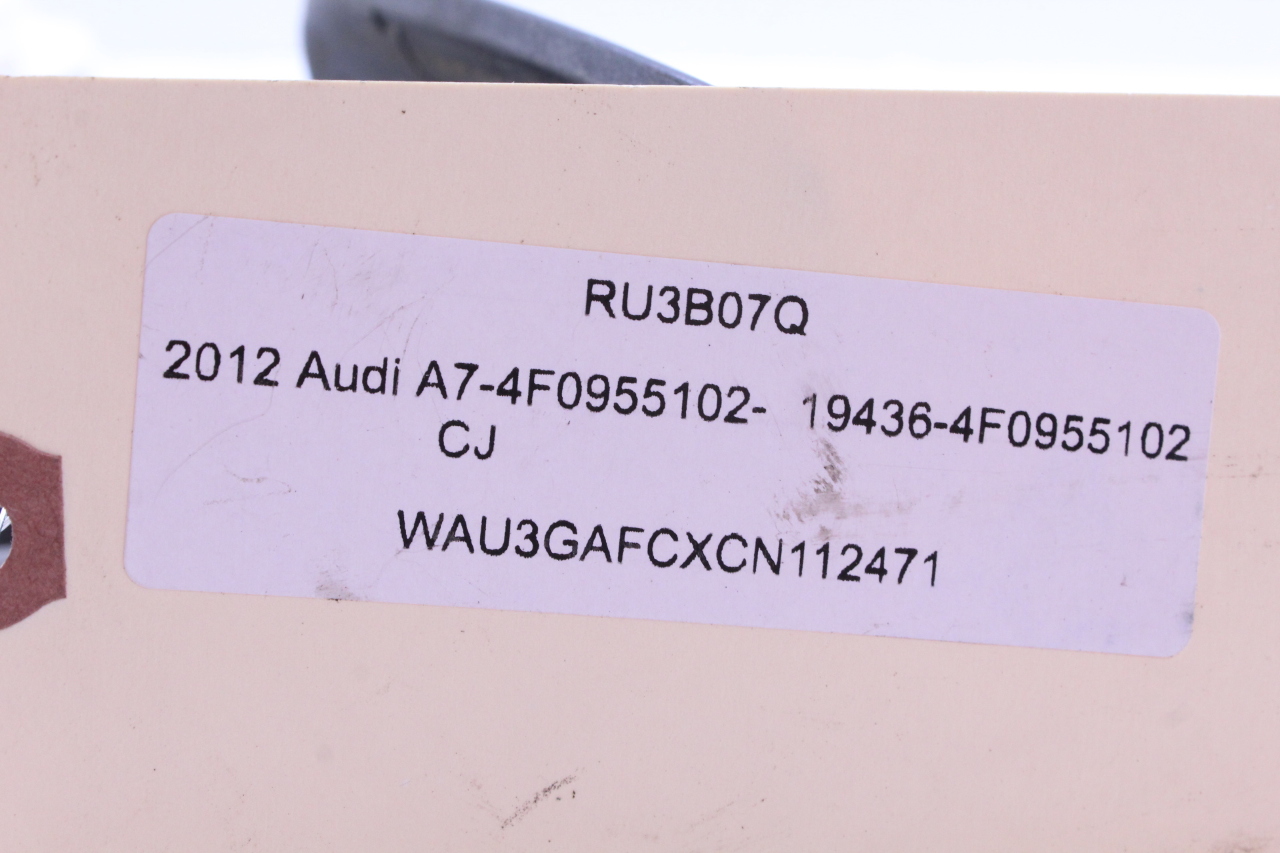 RU3B07Q
2012 Audi A7-4F0955102- 19436-4F0955102
CJ
WAU3GAFCXCN112471